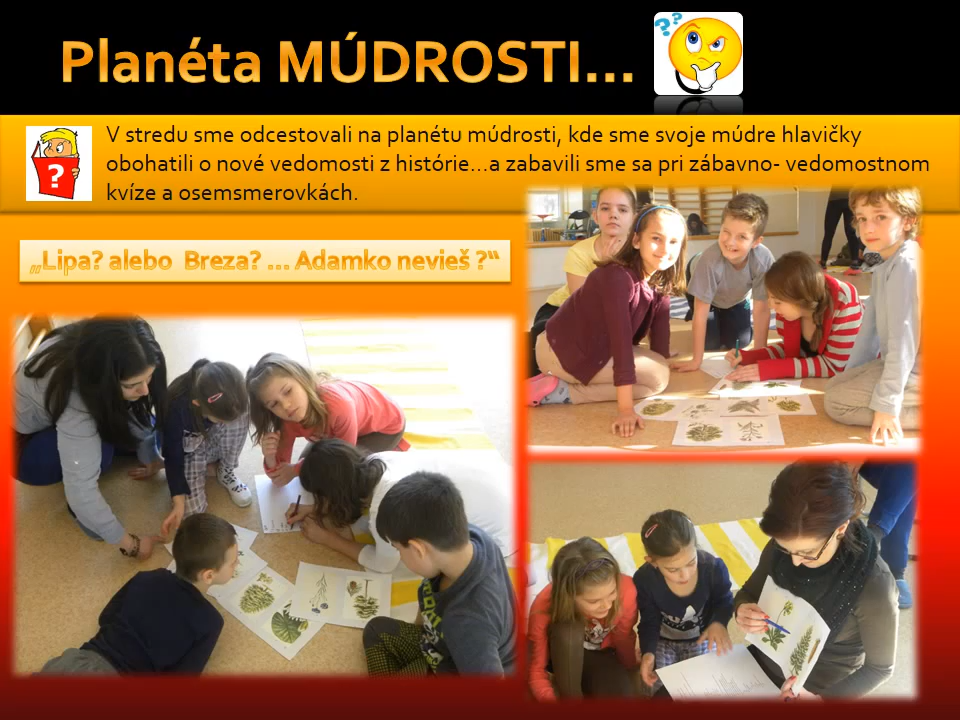 Planéta MÚDROSTI...
? ?
?
V stredu sme odcestovali na planétu múdrosti, kde sme svoje múdre hlavičky
obohatili o nové vedomosti z histórie...a zabavili sme sa pri zábavno- vedomostnom
kvíze a osemsmerovkách.
„Lipa? alebo Breza? ... Adamko nevieš ?“